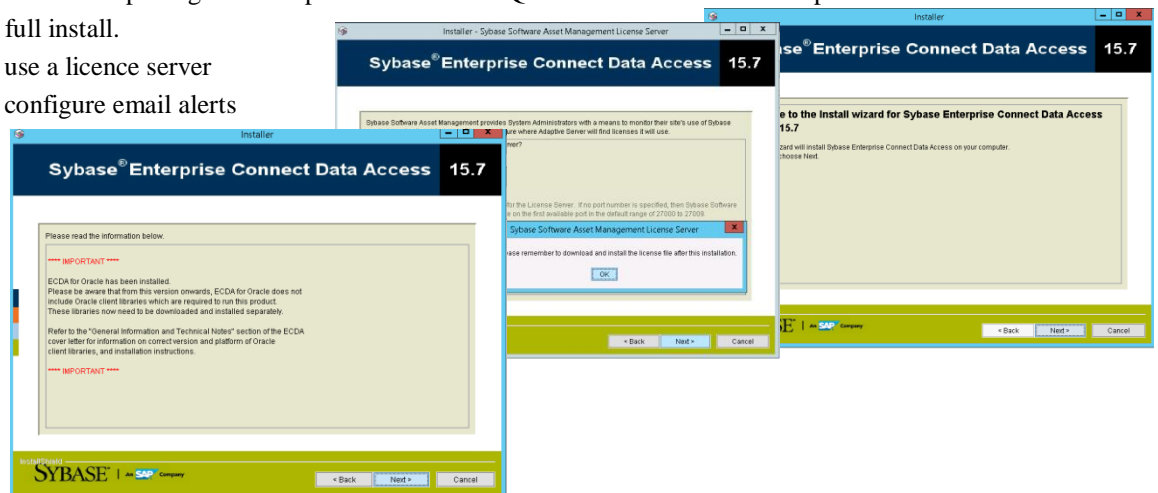 full install.
use a licence server
configure email alerts
Installer
Sybase® Enterprise Connect Data Access 15.7
Please read the information below.
**** IMPORTANT ****
ECDA for Oracle has been installed.
Please be aware that from this version onwards, ECDA for Oracle does not
include Oracle client libraries which are required to run this product.
These libraries now need to be downloaded and installed separately.
Refer to the "General Information and Technical Notes" section of the ECDA
cover letter for information on correct version and platform of Oracle
client libraries, and installation instructions.
**** IMPORTANT ****
InstallShield
SYBASE® | An SAP Company
< Back Next > Cancel
Installer - Sybase Software Asset Management License Server
Sybase® Enterprise Connect Data Access 15.7
Sybase Software Asset Management provides System Administrators with a means to monitor their site's use of Sybase
ure where Adaptive Server will find licenses it will use.
rver?
for the License Server. If no port number is specified, then Sybase Software
e on the first available port in the default range of 27000 to 27009.
Sybase Software Asset Management License Server
ase remember to download and install the license file after this installation.
OK
< Back Next > Cancel
Installer
se® Enterprise Connect Data Access 15.7
e to the Install wizard for Sybase Enterprise Connect Data Access
15.7
zard will install Sybase Enterprise Connect Data Access on your computer.
choose Next.
An SAP Company
< Back Next > Cancel